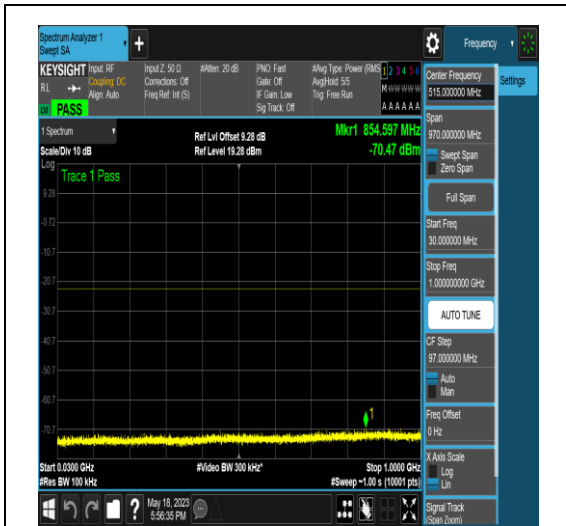 Spectrum Analyzer 1
Swept SA
Frequency
KEYSIGHT
RL
PASS
Input: RF
Coupling: DC
Align: Auto
Input Z: 50 Ω
Corrections: Off
Freq Ref: Int (S)
#Atten: 20 dB
PNO: Fast
Gate: Off
IF Gain: Low
Sig Track: Off
#Avg Type: Power (RMS
Avg|Hold: 5/5
Trig: Free Run
1 2 3 4 5 6
M W W W W W
A A A A A A
1 Spectrum
Scale/Div 10 dB
Ref Lvl Offset 9.28 dB
Ref Level 19.28 dBm
Mkr1 854.597 MHz
-70.47 dBm
Log
Trace 1 Pass
9.28
-0.72
-10.7
-20.7
-30.7
-40.7
-50.7
-60.7
-70.7
1
Start 0.0300 GHz
#Res BW 100 kHz
#Video BW 300 kHz*
Stop 1.0000 GHz
#Sweep ~1.00 s (10001 pts)
May 18, 2023
5:56:35 PM
Center Frequency
515.000000 MHz
Settings
Span
970.000000 MHz
Swept Span
Zero Span
Full Span
Start Freq
30.000000 MHz
Stop Freq
1.000000000 GHz
AUTO TUNE
CF Step
97.000000 MHz
Auto
Man
Freq Offset
0 Hz
X Axis Scale
Log
Lin
Signal Track
(Span Zoom)